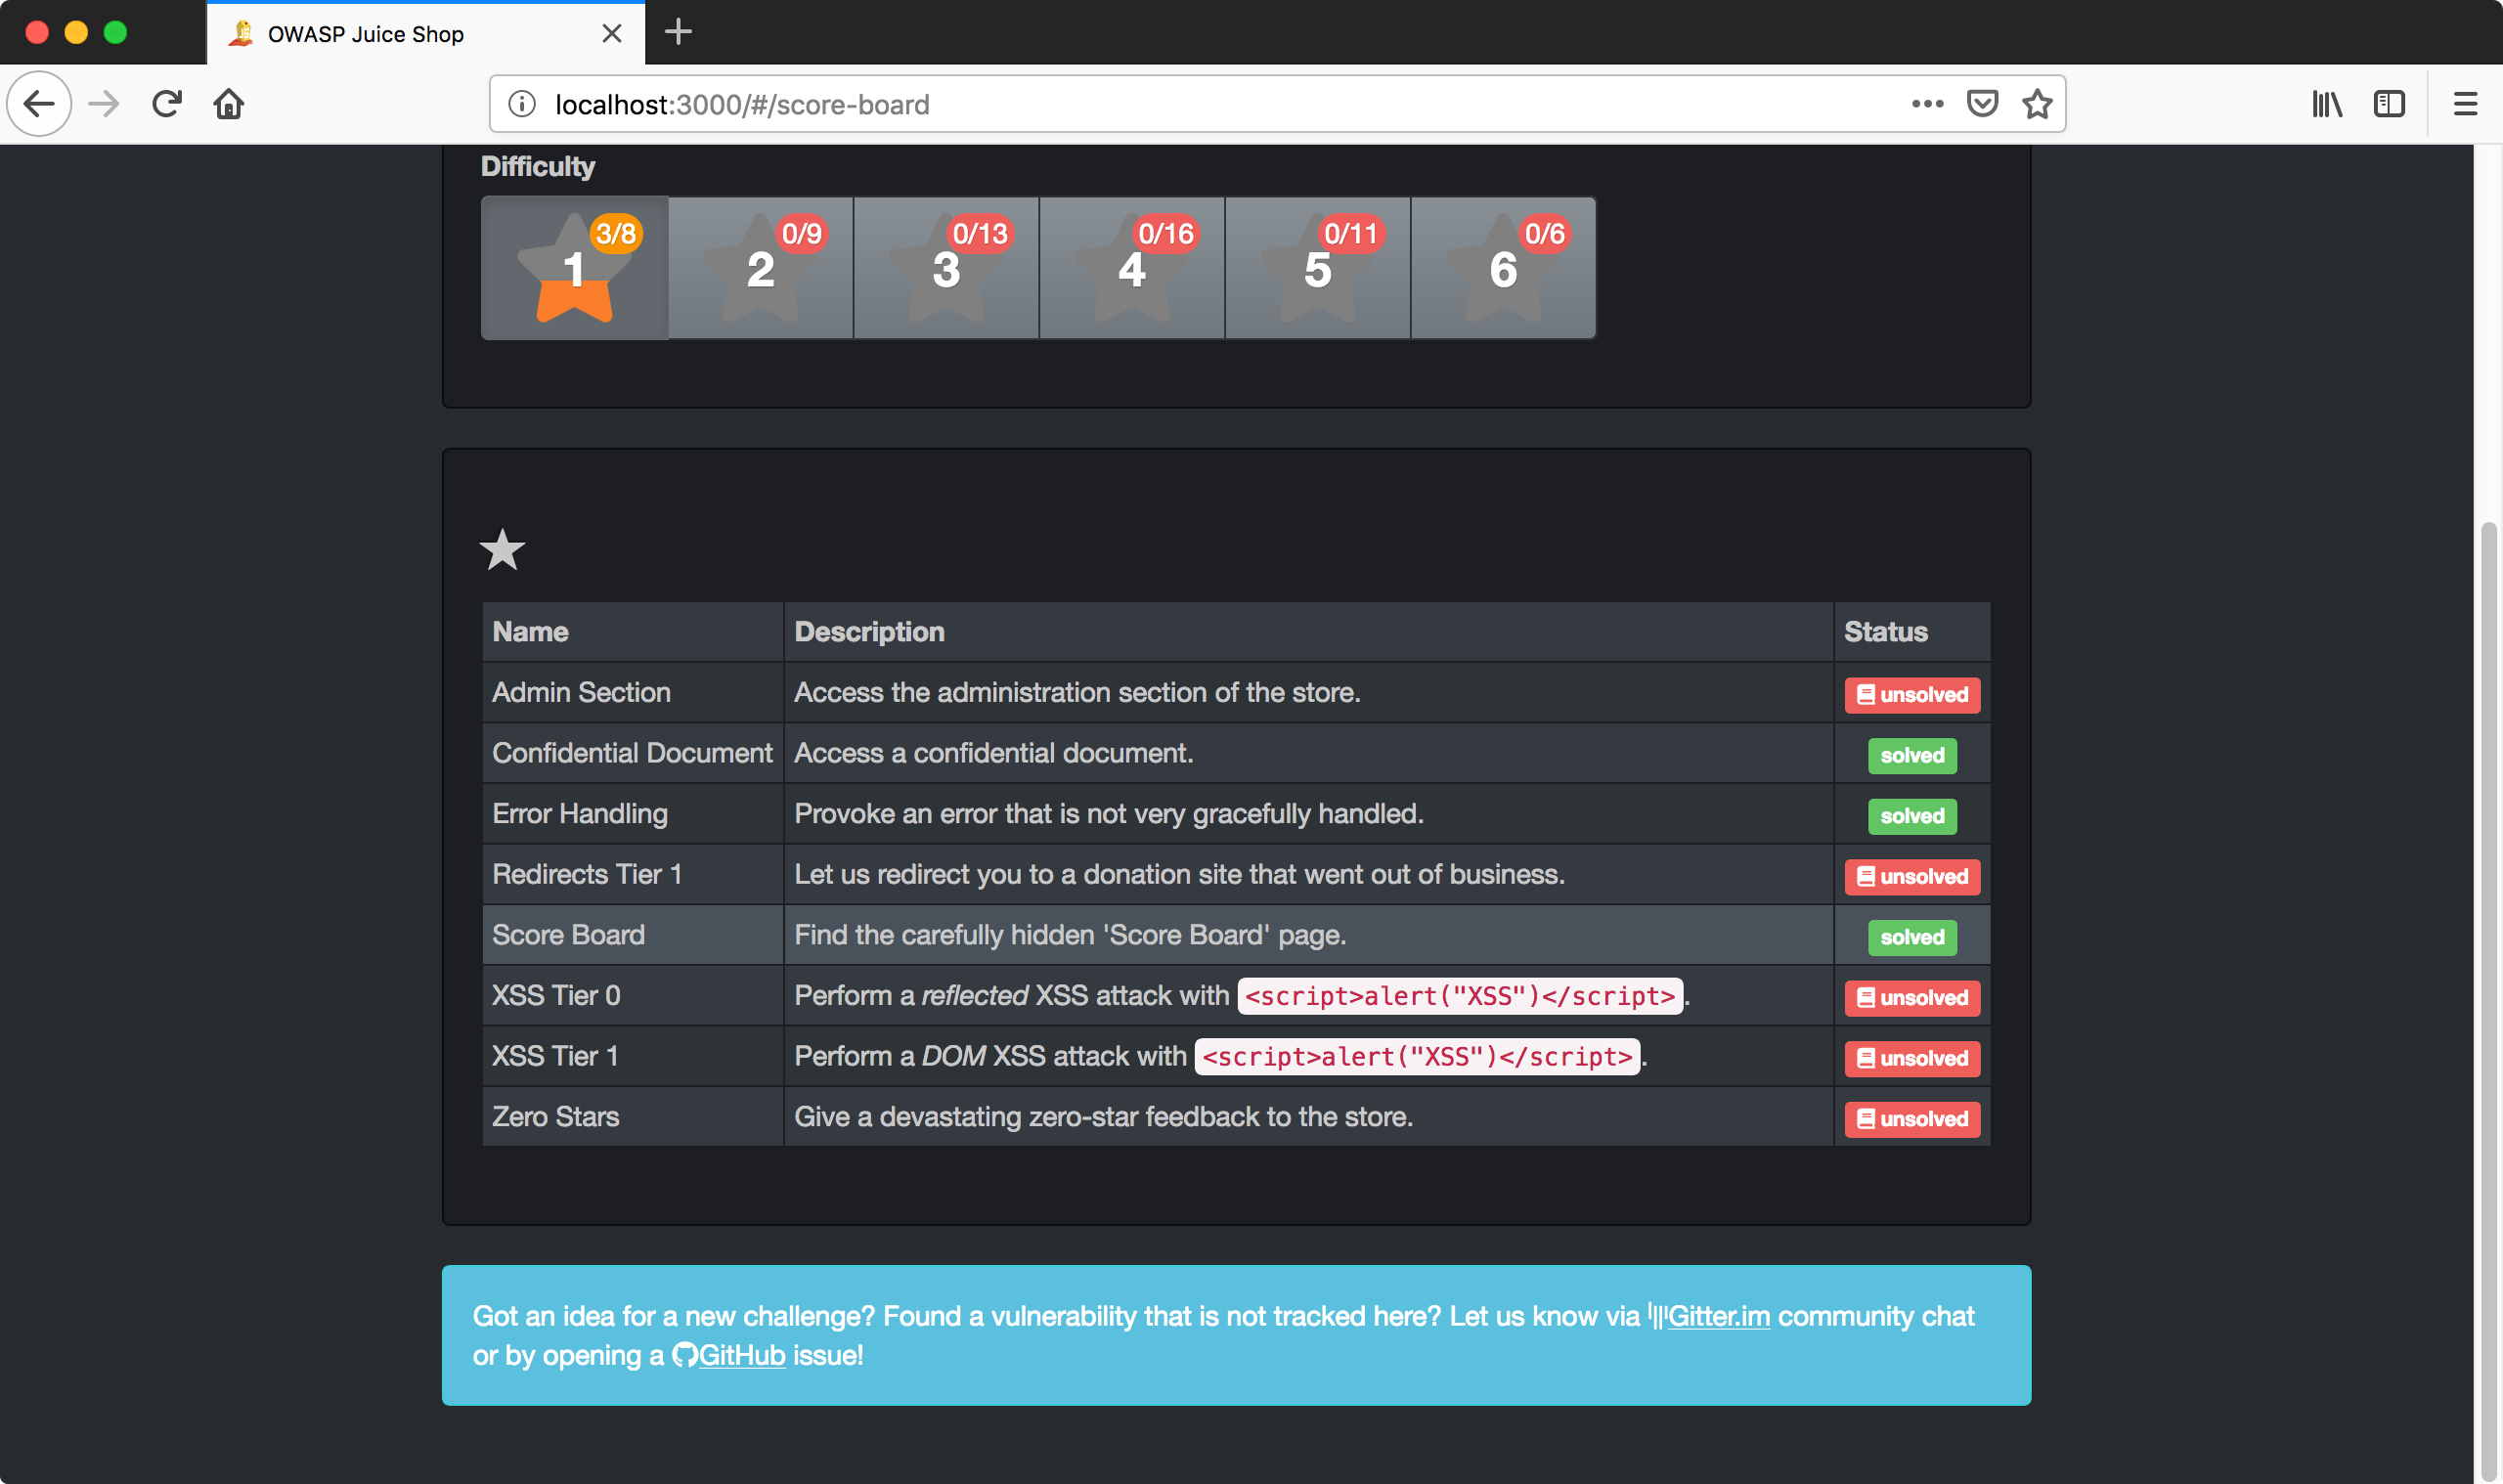 OWASP Juice Shop
localhost:3000/#/score-board
Difficulty
1 3/8 2 0/9 3 0/13 4 0/16 5 0/11 6 0/6
Name Description Status
Admin Section Access the administration section of the store. unsolved
Confidential Document Access a confidential document. solved
Error Handling Provoke an error that is not very gracefully handled. solved
Redirects Tier 1 Let us redirect you to a donation site that went out of business. unsolved
Score Board Find the carefully hidden 'Score Board' page. solved
XSS Tier 0 Perform a reflected XSS attack with <script>alert("XSS")</script>. unsolved
XSS Tier 1 Perform a DOM XSS attack with <script>alert("XSS")</script>. unsolved
Zero Stars Give a devastating zero-star feedback to the store. unsolved
Got an idea for a new challenge? Found a vulnerability that is not tracked here? Let us know via Gitter.im community chat
or by opening a GitHub issue!